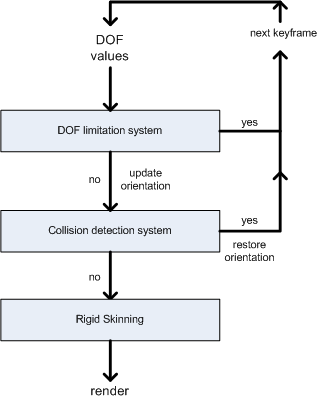 DOF
values
next keyframe
DOF limitation system
yes
no
update
orientation
Collision detection system
yes
restore
orientation
no
Rigid Skinning
render